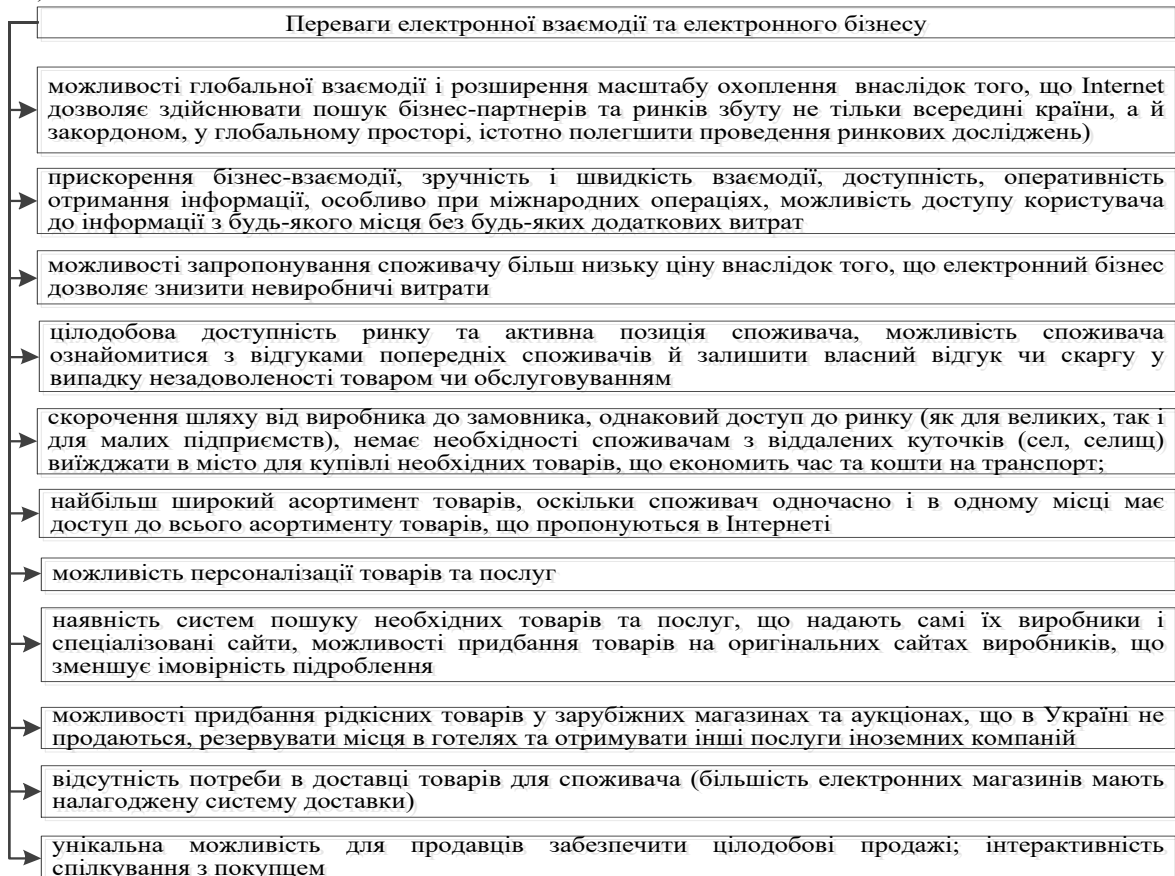 Переваги електронної взаємодії та електронного бізнесу
можливості глобальної взаємодії і розширення масштабу охоплення внаслідок того, що Internet
дозволяє здійснювати пошук бізнес-партнерів та ринків збуту не тільки всередині країни, а й
закордоном, у глобальному просторі, істотно полегшити проведення ринкових досліджень)
прискорення бізнес-взаємодії, зручність і швидкість взаємодії, доступність, оперативність
отримання інформації, особливо при міжнародних операціях, можливість доступу користувача
до інформації з будь-якого місця без будь-яких додаткових витрат
можливості запропонування споживачу більш низьку ціну внаслідок того, що електронний бізнес
дозволяє знизити невиробничі витрати
цілодобова доступність ринку та активна позиція споживача, можливість споживача
ознайомитися з відгуками попередніх споживачів й залишити власний відгук чи скаргу у
випадку незадоволеності товаром чи обслуговуванням
скорочення шляху від виробника до замовника, однаковий доступ до ринку (як для великих, так і
для малих підприємств), немає необхідності споживачам з віддалених куточків (сел, селищ)
виїжджати в місто для купівлі необхідних товарів, що економить час та кошти на транспорт;
найбільш широкий асортимент товарів, оскільки споживач одночасно і в одному місці має
доступ до всього асортименту товарів, що пропонуються в Інтернеті
можливість персоналізації товарів та послуг
наявність систем пошуку необхідних товарів та послуг, що надають самі їх виробники і
спеціалізовані сайти, можливості придбання товарів на оригінальних сайтах виробників, що
зменшує імовірність підроблення
можливості придбання рідкісних товарів у зарубіжних магазинах та аукціонах, що в Україні не
продаються, резервувати місця в готелях та отримувати інші послуги іноземних компаній
відсутність потреби в доставці товарів для споживача (більшість електронних магазинів мають
налагоджену систему доставки)
унікальна можливість для продавців забезпечити цілодобові продажі; інтерактивність
спілкування з покупцем